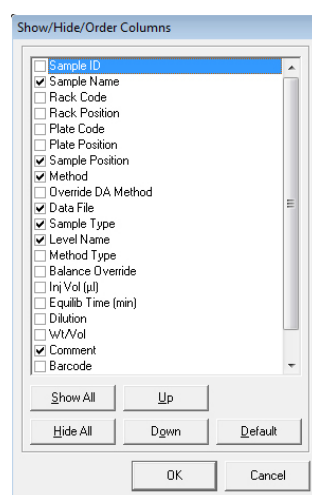 Show/Hide/Order Columns
Sample ID
Sample Name
Rack Code
Rack Position
Plate Code
Plate Position
Sample Position
Method
Override DA Method
Data File
Sample Type
Level Name
Method Type
Balance Override
Inj Vol (µl)
Equilib Time (min)
Dilution
Wt/Vol
Comment
Barcode
Show All Up
Hide All Down Default
OK Cancel